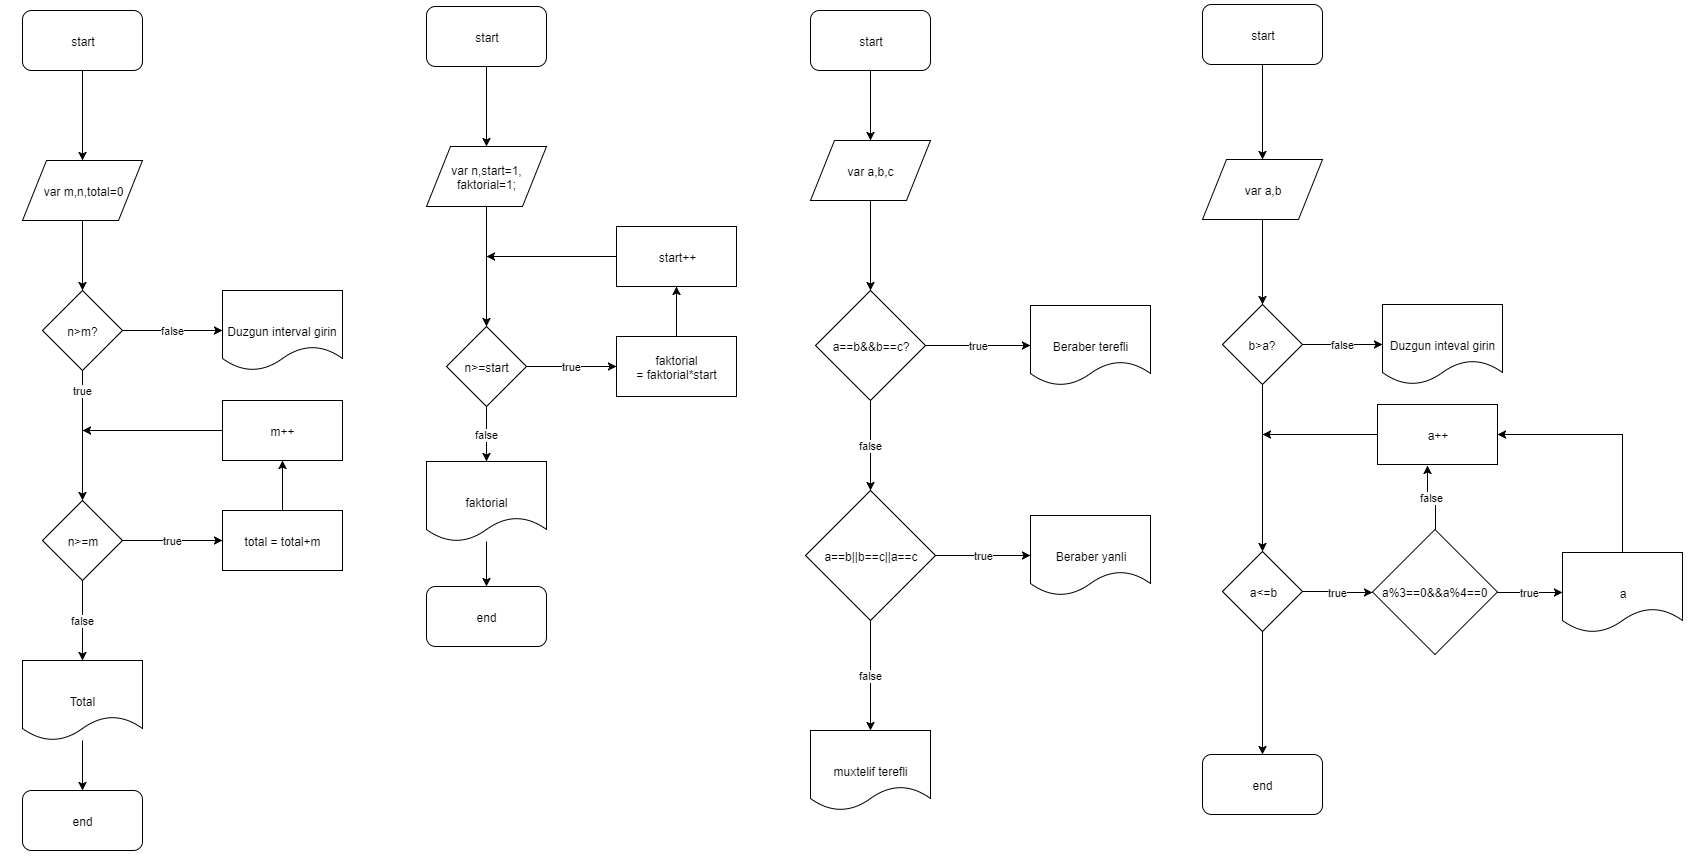 start
var m,n,total=0
n>m?
false
Duzgun interval girin
true
m++
n>=m
true
total = total+m
false
Total
end
start
var n,start=1,
faktorial=1;
start++
n>=start
true
faktorial
= faktorial*start
false
faktorial
end
start
var a,b,c
a==b&&b==c?
true
Beraber terefli
false
a==b||b==c||a==c
true
Beraber yanli
false
muxtelif terefli
start
var a,b
b>a?
false
Duzgun inteval girin
a++
false
a<=b
true
a%3==0&&a%4==0
true
a
end